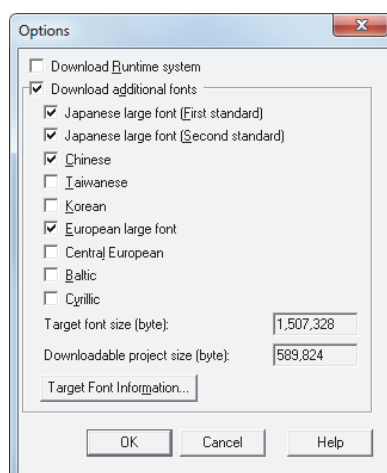 Options
Download Runtime system
Download additional fonts
Japanese large font (First standard)
Japanese large font (Second standard)
Chinese
Taiwanese
Korean
European large font
Central European
Baltic
Cyrillic
Target font size (byte): 1,507,328
Downloadable project size (byte): 589,824
Target Font Information...
OK Cancel Help